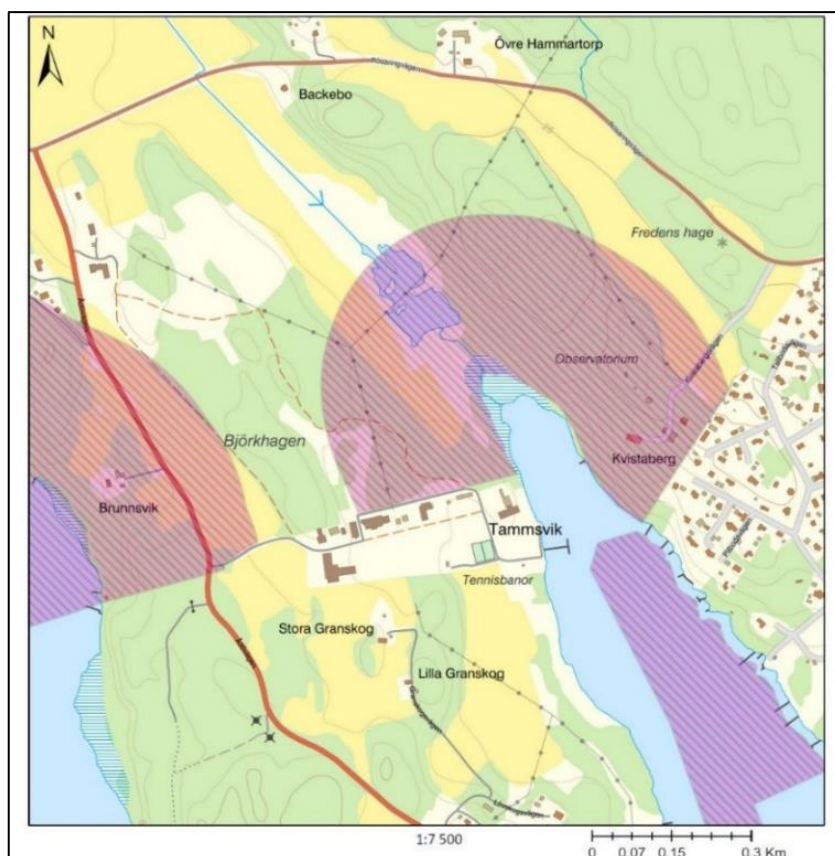 N
Övre Hammartorp
Backebo
Fredens hage
Observatorium
Björkhagen
Kvistaberg
Brunnsvik
Tammsvik
Tennisbanor
Stora Granskog
Lilla Granskog
1:7 500
0 0.07 0.15 0.3 Km